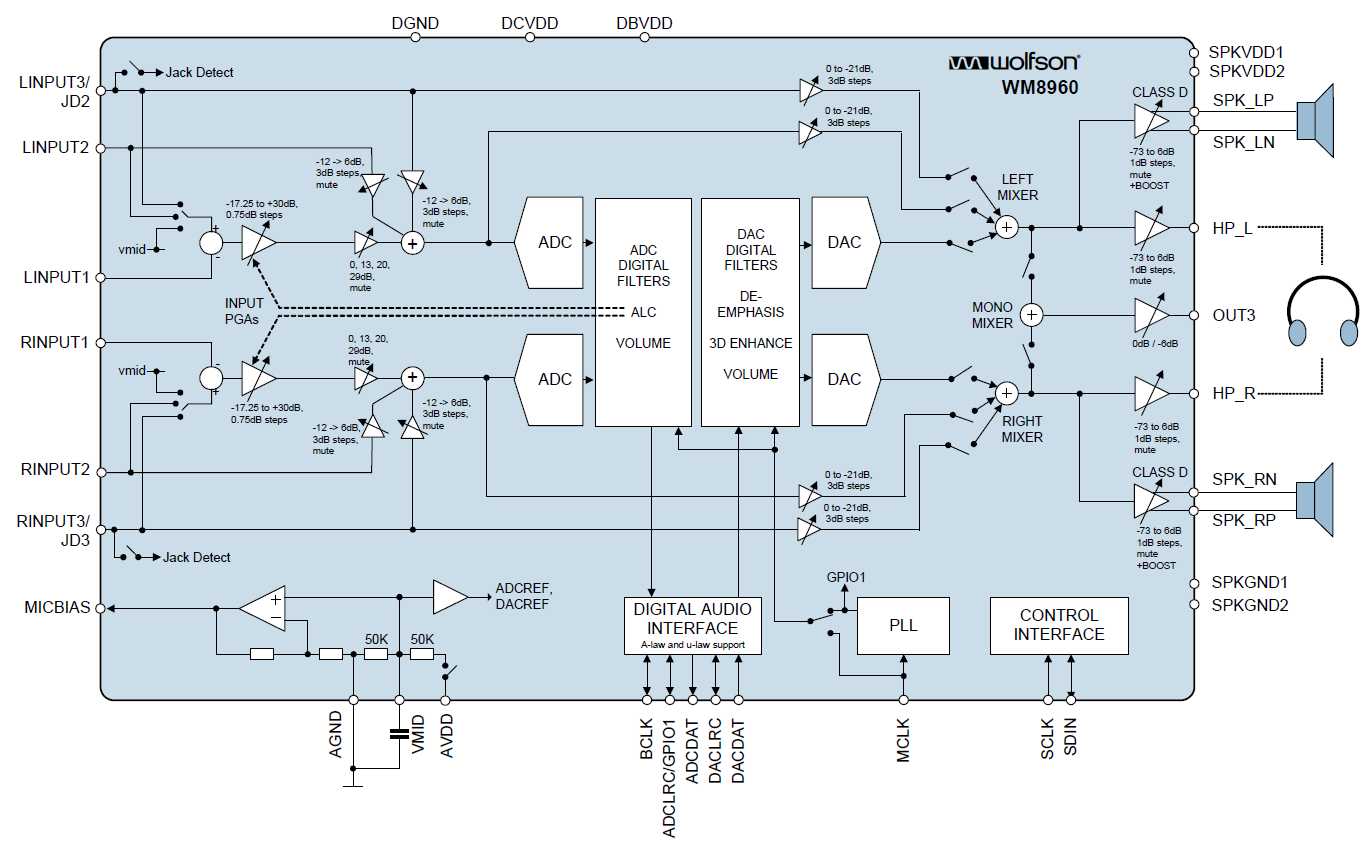 DGND
DCVDD
DBVDD
wolfson
WM8960
LINPUT3/
JD2
Jack Detect
0 to -21dB,
3dB steps
0 to -21dB,
3dB steps
SPKVDD1
SPKVDD2
CLASS D
SPK_LP
SPK_LN
-73 to 6dB
1dB steps,
mute
+BOOST
LINPUT2
-12 -> 6dB,
3dB steps,
mute
-12 -> 6dB,
3dB steps,
mute
-17.25 to +30dB,
0.75dB steps
vmid
+
-
+
0, 13, 20,
29dB,
mute
ADC
ADC
DIGITAL
FILTERS
ALC
VOLUME
DAC
DIGITAL
FILTERS
DE-
EMPHASIS
3D ENHANCE
VOLUME
DAC
LEFT
MIXER
+
HP_L
-73 to 6dB
1dB steps,
mute
LINPUT1
INPUT
PGAs
MONO
MIXER
+
OUT3
0dB / -6dB
RINPUT1
vmid
-
+
0, 13, 20,
29dB,
mute
+
-17.25 to +30dB,
0.75dB steps
-12 -> 6dB,
3dB steps,
mute
-12 -> 6dB,
3dB steps,
mute
ADC
DAC
+
RIGHT
MIXER
HP_R
-73 to 6dB
1dB steps,
mute
RINPUT2
CLASS D
SPK_RN
SPK_RP
-73 to 6dB
1dB steps,
mute
+BOOST
0 to -21dB,
3dB steps
0 to -21dB,
3dB steps
RINPUT3/
JD3
Jack Detect
SPKGND1
SPKGND2
MICBIAS
+
−
ADCREF,
DACREF
50K
50K
DIGITAL AUDIO
INTERFACE
A-law and u-law support
GPIO1
PLL
CONTROL
INTERFACE
AGND
VMID
AVDD
BCLK
ADCLRC/GPIO1
ADCDAT
DACLRC
DACDAT
MCLK
SCLK
SDIN